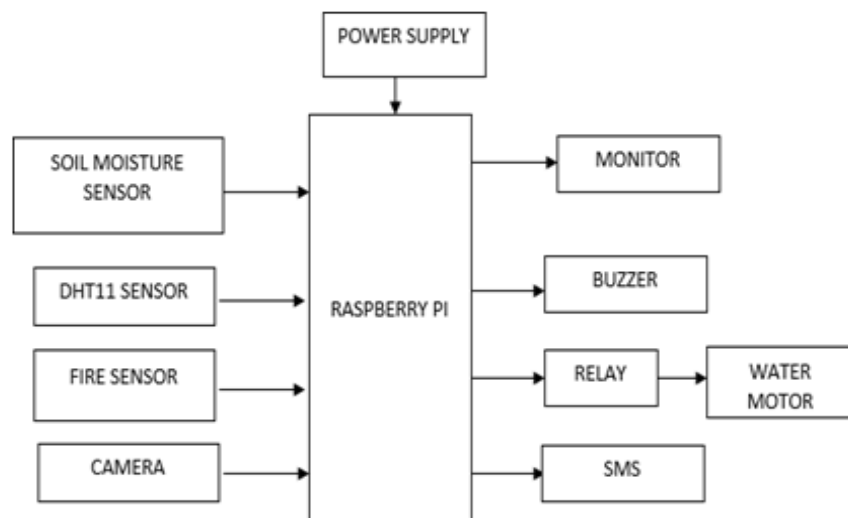 POWER SUPPLY
SOIL MOISTURE
SENSOR
DHT11 SENSOR
FIRE SENSOR
CAMERA
RASPBERRY PI
MONITOR
BUZZER
RELAY
WATER
MOTOR
SMS